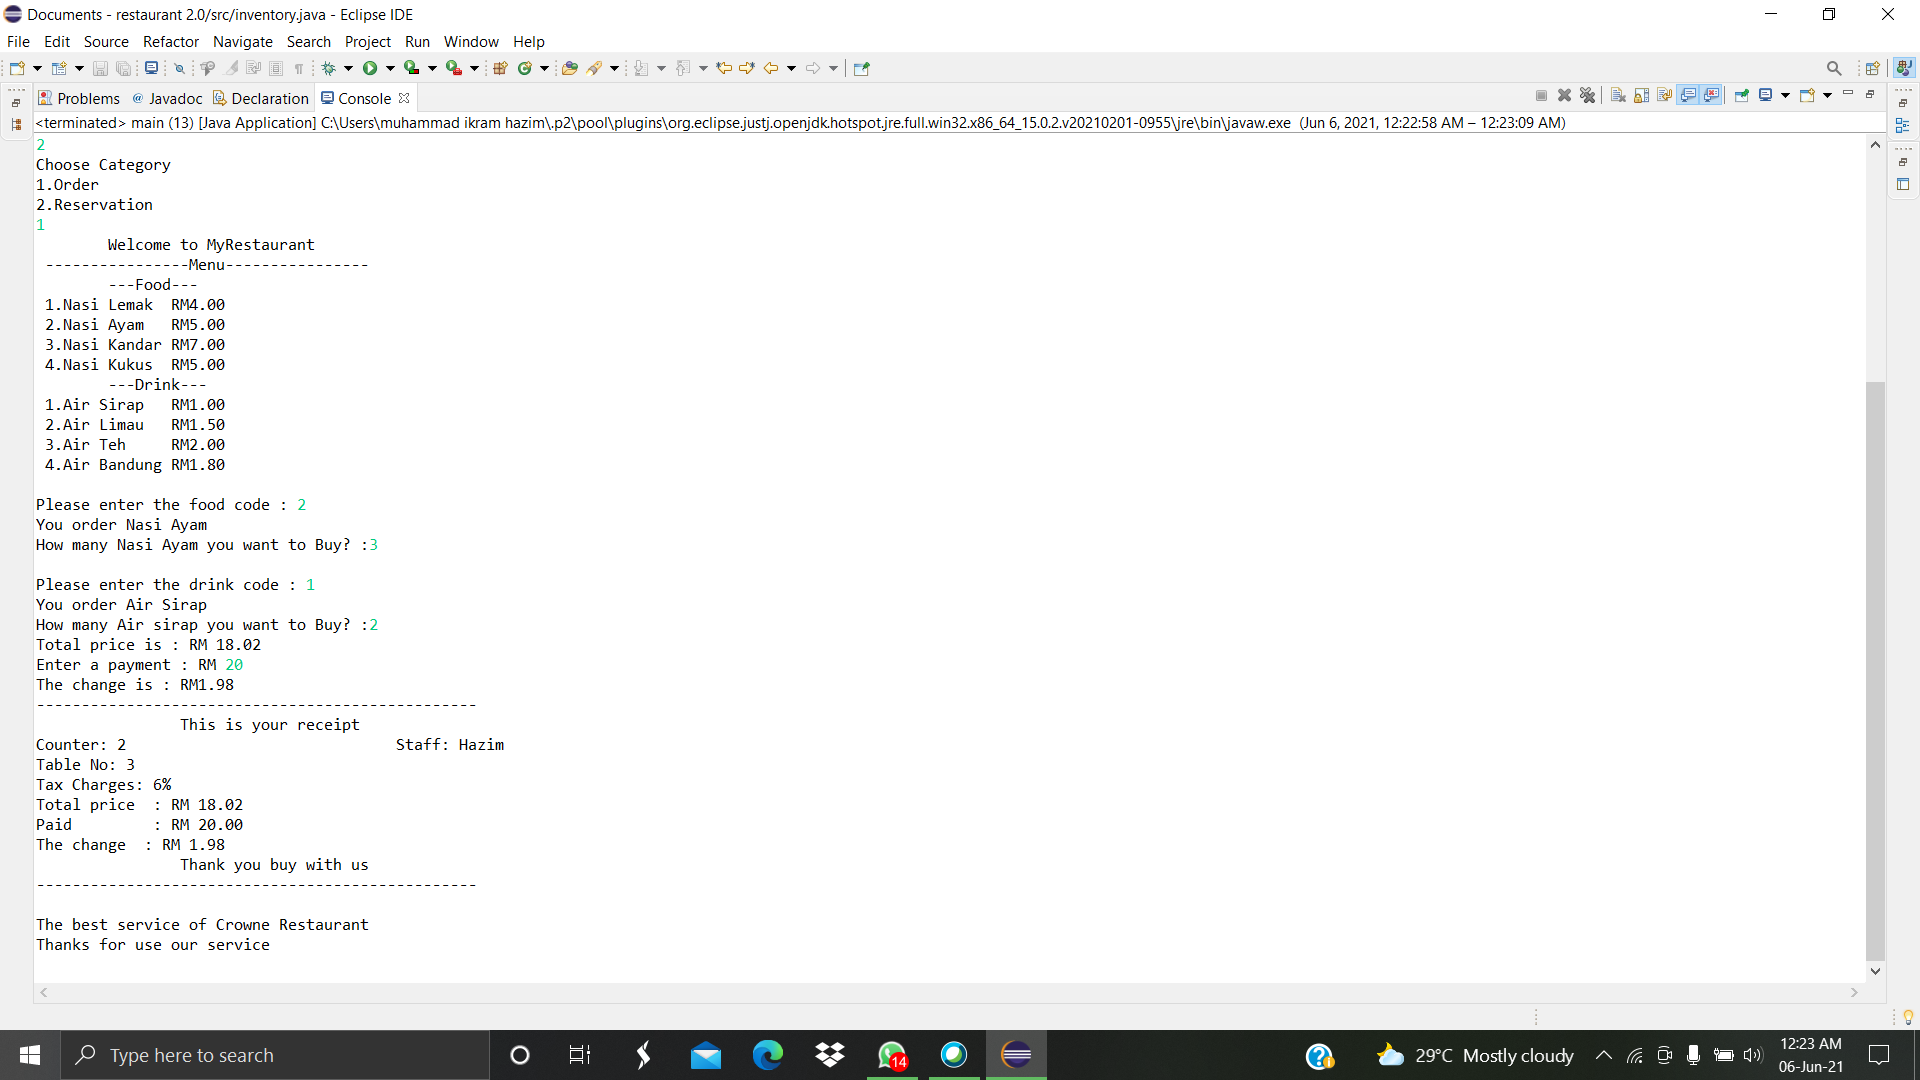 Documents - restaurant 2.0/src/inventory.java - Eclipse IDE
File Edit Source Refactor Navigate Search Project Run Window Help
Problems @ Javadoc Declaration Console
<terminated> main (13) [Java Application] C:\Users\muhammad ikram hazim\.p2\pool\plugins\org.eclipse.justj.openjdk.hotspot.jre.full.win32.x86_64_15.0.2.v20210201-0955\jre\bin\javaw.exe (Jun 6, 2021, 12:22:58 AM – 12:23:09 AM)
2
Choose Category
1.Order
2.Reservation
1
Welcome to MyRestaurant
----------------Menu----------------
---Food---
1.Nasi Lemak RM4.00
2.Nasi Ayam RM5.00
3.Nasi Kandar RM7.00
4.Nasi Kukus RM5.00
---Drink---
1.Air Sirap RM1.00
2.Air Limau RM1.50
3.Air Teh RM2.00
4.Air Bandung RM1.80
Please enter the food code : 2
You order Nasi Ayam
How many Nasi Ayam you want to Buy? :3
Please enter the drink code : 1
You order Air Sirap
How many Air sirap you want to Buy? :2
Total price is : RM 18.02
Enter a payment : RM 20
The change is : RM1.98
-------------------------------------------------
This is your receipt
Counter: 2 Staff: Hazim
Table No: 3
Tax Charges: 6%
Total price : RM 18.02
Paid : RM 20.00
The change : RM 1.98
Thank you buy with us
-------------------------------------------------
The best service of Crowne Restaurant
Thanks for use our service
Type here to search
14
29°C Mostly cloudy
12:23 AM
06-Jun-21